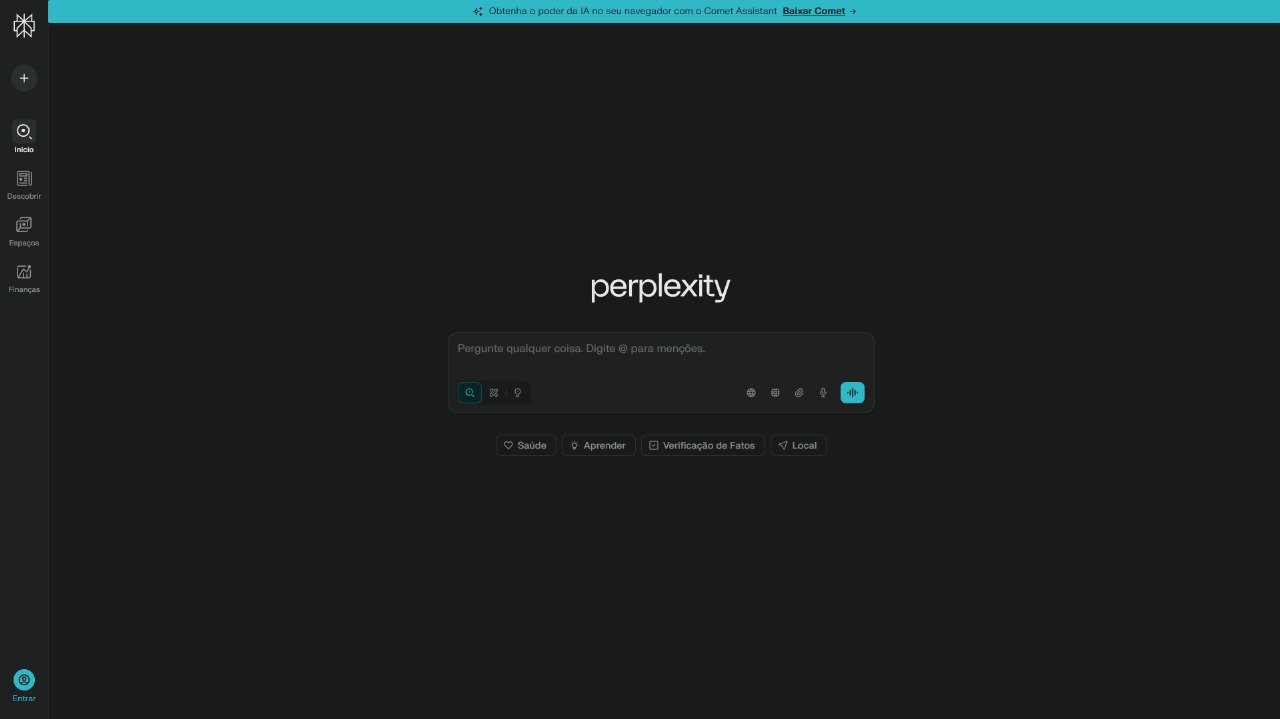 Obtenha o poder da IA no seu navegador com o Comet Assistant Baixar Comet →
Início
Descobrir
Espaços
Finanças
perplexity
Pergunte qualquer coisa. Digite @ para menções.
Saúde
Aprender
Verificação de Fatos
Local
Entrar